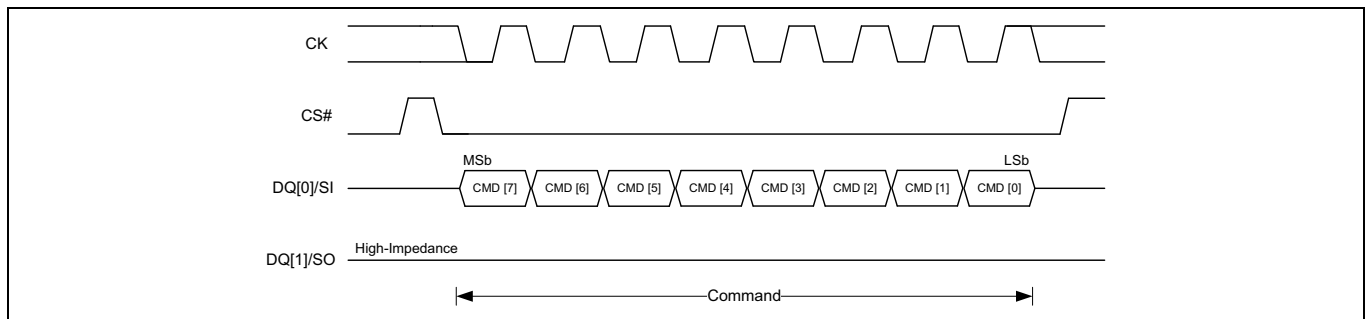 CK
CS#
MSb
LSb
DQ[0]/SI
CMD [7] CMD [6] CMD [5] CMD [4] CMD [3] CMD [2] CMD [1] CMD [0]
High-Impedance
DQ[1]/SO
Command